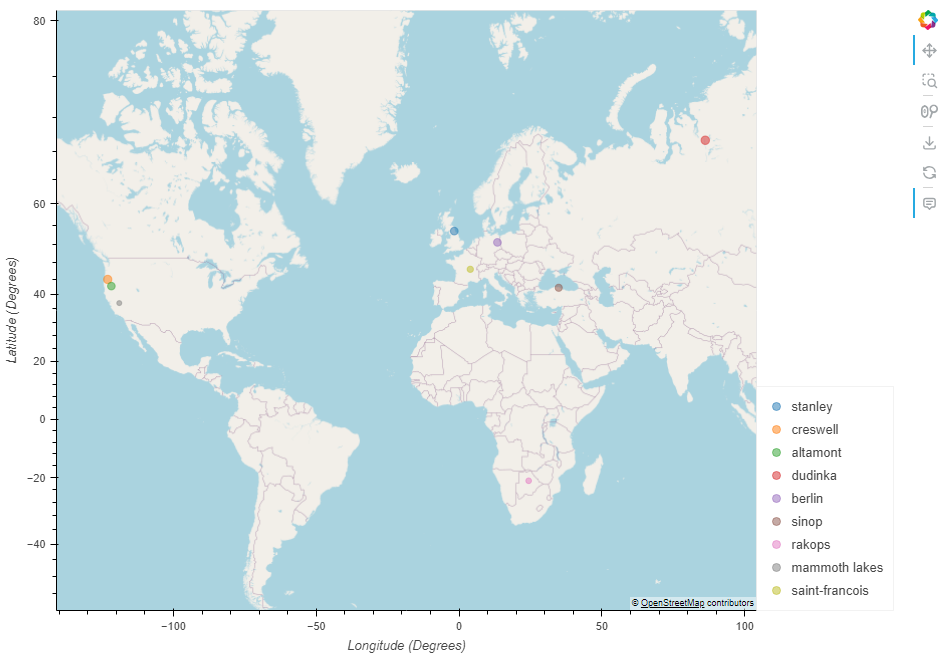 80
60
40
20
0
−20
−40
Latitude (Degrees)
−100
−50
0
50
100
Longitude (Degrees)
stanley
creswell
altamont
dudinka
berlin
sinop
rakops
mammoth lakes
saint-francois
© OpenStreetMap contributors